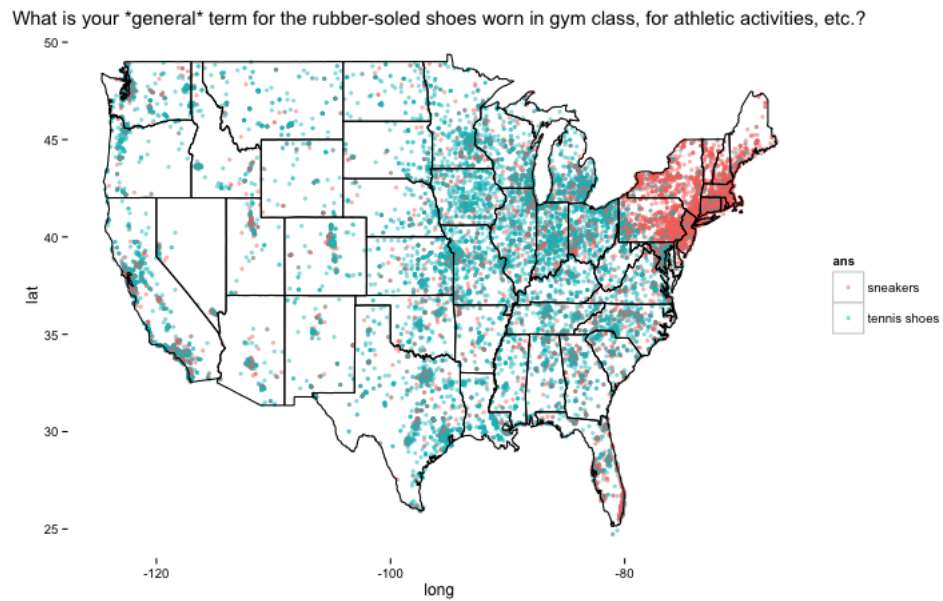 What is your *general* term for the rubber-soled shoes worn in gym class, for athletic activities, etc.?
50
45
40
35
30
25
lat
-120
-100
-80
long
ans
sneakers
tennis shoes